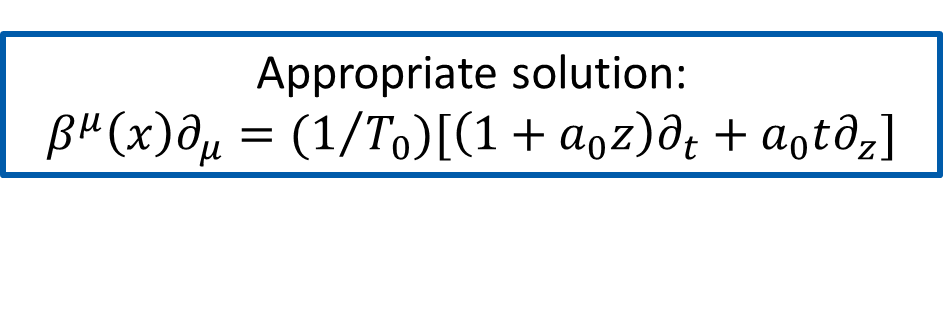 Appropriate solution:
𝛽^𝜇(𝑥)𝜕_𝜇 = (1/𝑇_0)[(1 + 𝑎_0𝑧)𝜕_𝑡 + 𝑎_0𝑡𝜕_𝑧]